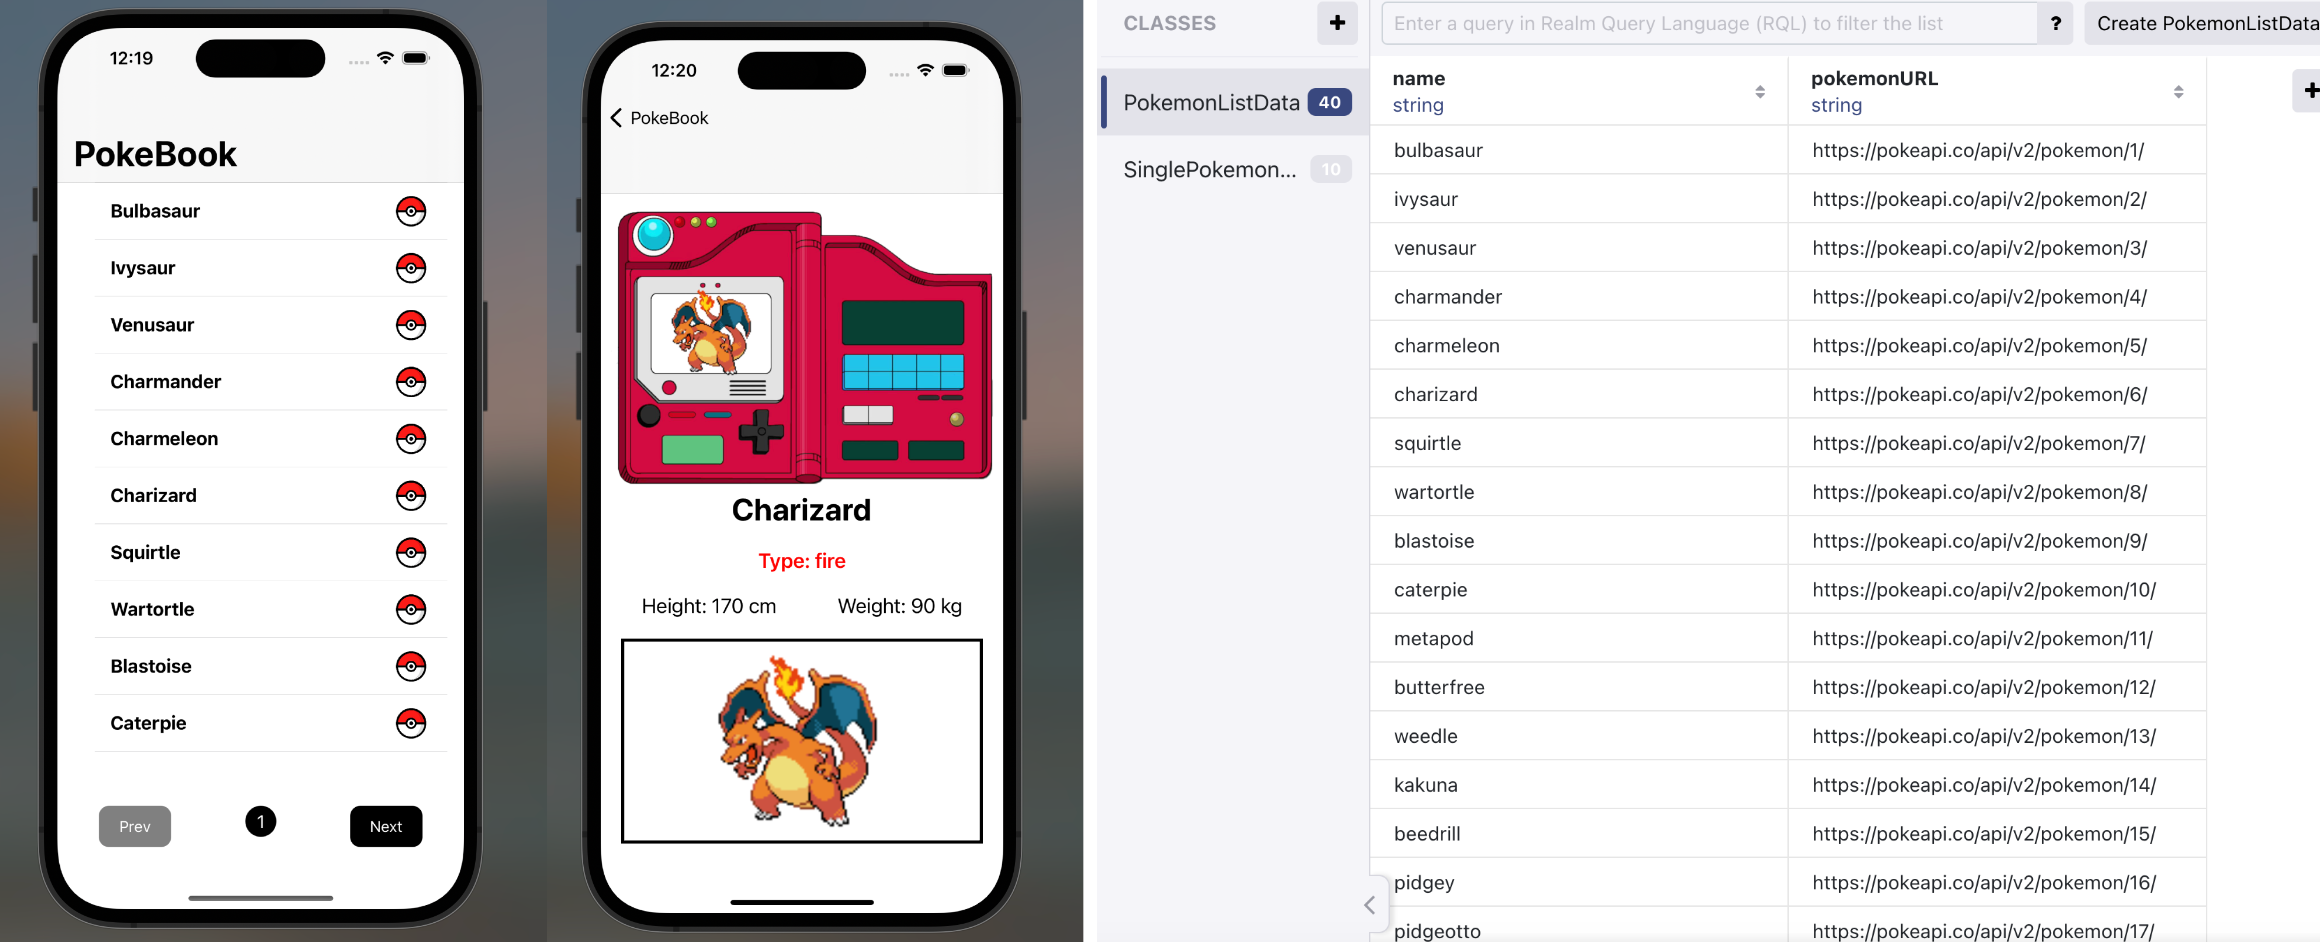 12:19
PokeBook
Bulbasaur
Ivysaur
Venusaur
Charmander
Charmeleon
Charizard
Squirtle
Wartortle
Blastoise
Caterpie
Prev
1
Next
12:20
PokeBook
Charizard
Type: fire
Height: 170 cm Weight: 90 kg
CLASSES
PokemonListData 40
SinglePokemon... 10
Enter a query in Realm Query Language (RQL) to filter the list
?
Create PokemonListData
name pokemonURL
string string
bulbasaur https://pokeapi.co/api/v2/pokemon/1/
ivysaur https://pokeapi.co/api/v2/pokemon/2/
venusaur https://pokeapi.co/api/v2/pokemon/3/
charmander https://pokeapi.co/api/v2/pokemon/4/
charmeleon https://pokeapi.co/api/v2/pokemon/5/
charizard https://pokeapi.co/api/v2/pokemon/6/
squirtle https://pokeapi.co/api/v2/pokemon/7/
wartortle https://pokeapi.co/api/v2/pokemon/8/
blastoise https://pokeapi.co/api/v2/pokemon/9/
caterpie https://pokeapi.co/api/v2/pokemon/10/
metapod https://pokeapi.co/api/v2/pokemon/11/
butterfree https://pokeapi.co/api/v2/pokemon/12/
weedle https://pokeapi.co/api/v2/pokemon/13/
kakuna https://pokeapi.co/api/v2/pokemon/14/
beedrill https://pokeapi.co/api/v2/pokemon/15/
pidgey https://pokeapi.co/api/v2/pokemon/16/
pidgeotto https://pokeapi.co/api/v2/pokemon/17/